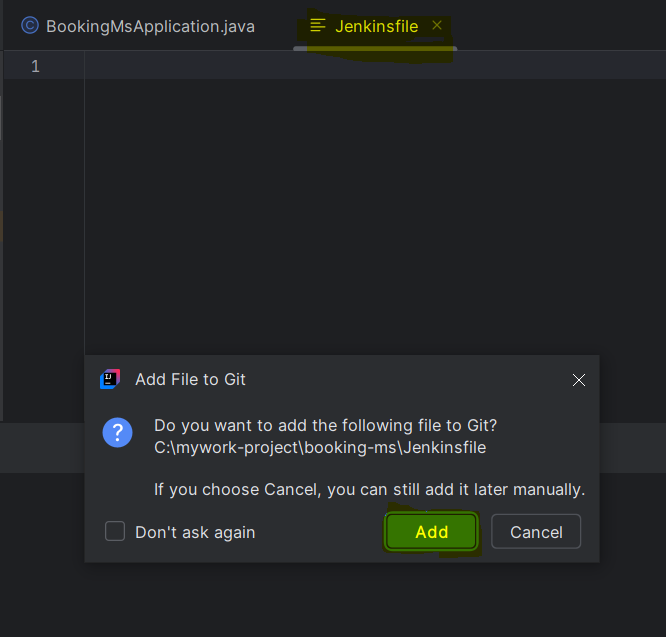 BookingMsApplication.java
Jenkinsfile
1
Add File to Git
Do you want to add the following file to Git?
C:\mywork-project\booking-ms\Jenkinsfile
If you choose Cancel, you can still add it later manually.
Don't ask again
Add
Cancel